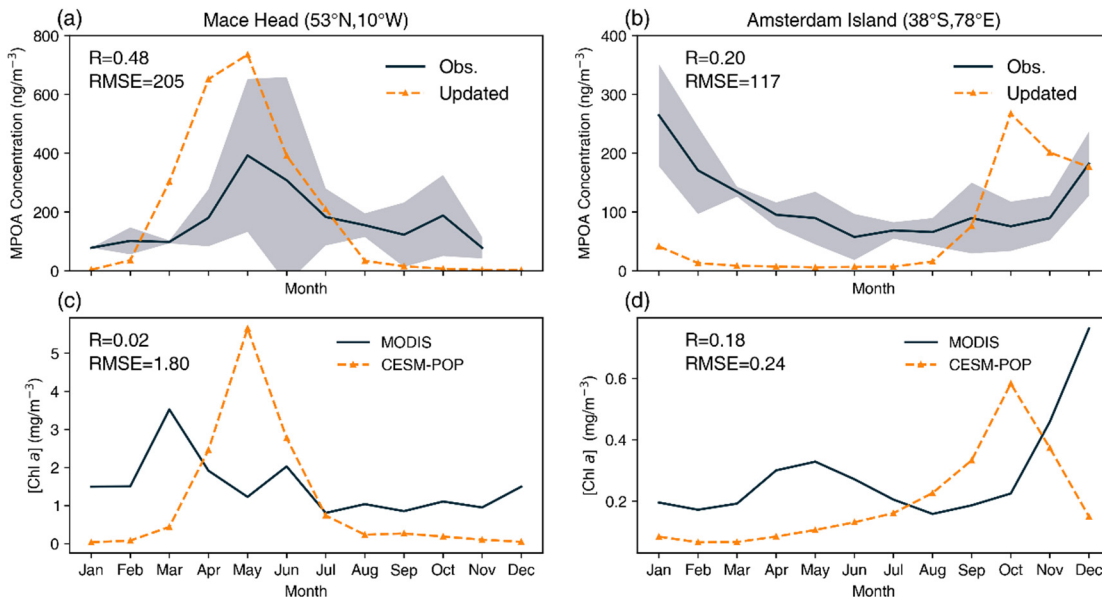 (a)
Mace Head (53°N,10°W)
800
600
400
200
0
MPOA Concentration (ng/m−3)
R=0.48
RMSE=205
Obs.
Updated
Month
(b)
Amsterdam Island (38°S,78°E)
400
300
200
100
0
MPOA Concentration (ng/m−3)
R=0.20
RMSE=117
Obs.
Updated
Month
(c)
5
4
3
2
1
0
[Chl a] (mg/m−3)
R=0.02
RMSE=1.80
MODIS
CESM-POP
Jan Feb Mar Apr May Jun Jul Aug Sep Oct Nov Dec
Month
(d)
0.6
0.4
0.2
[Chl a] (mg/m−3)
R=0.18
RMSE=0.24
MODIS
CESM-POP
Jan Feb Mar Apr May Jun Jul Aug Sep Oct Nov Dec
Month